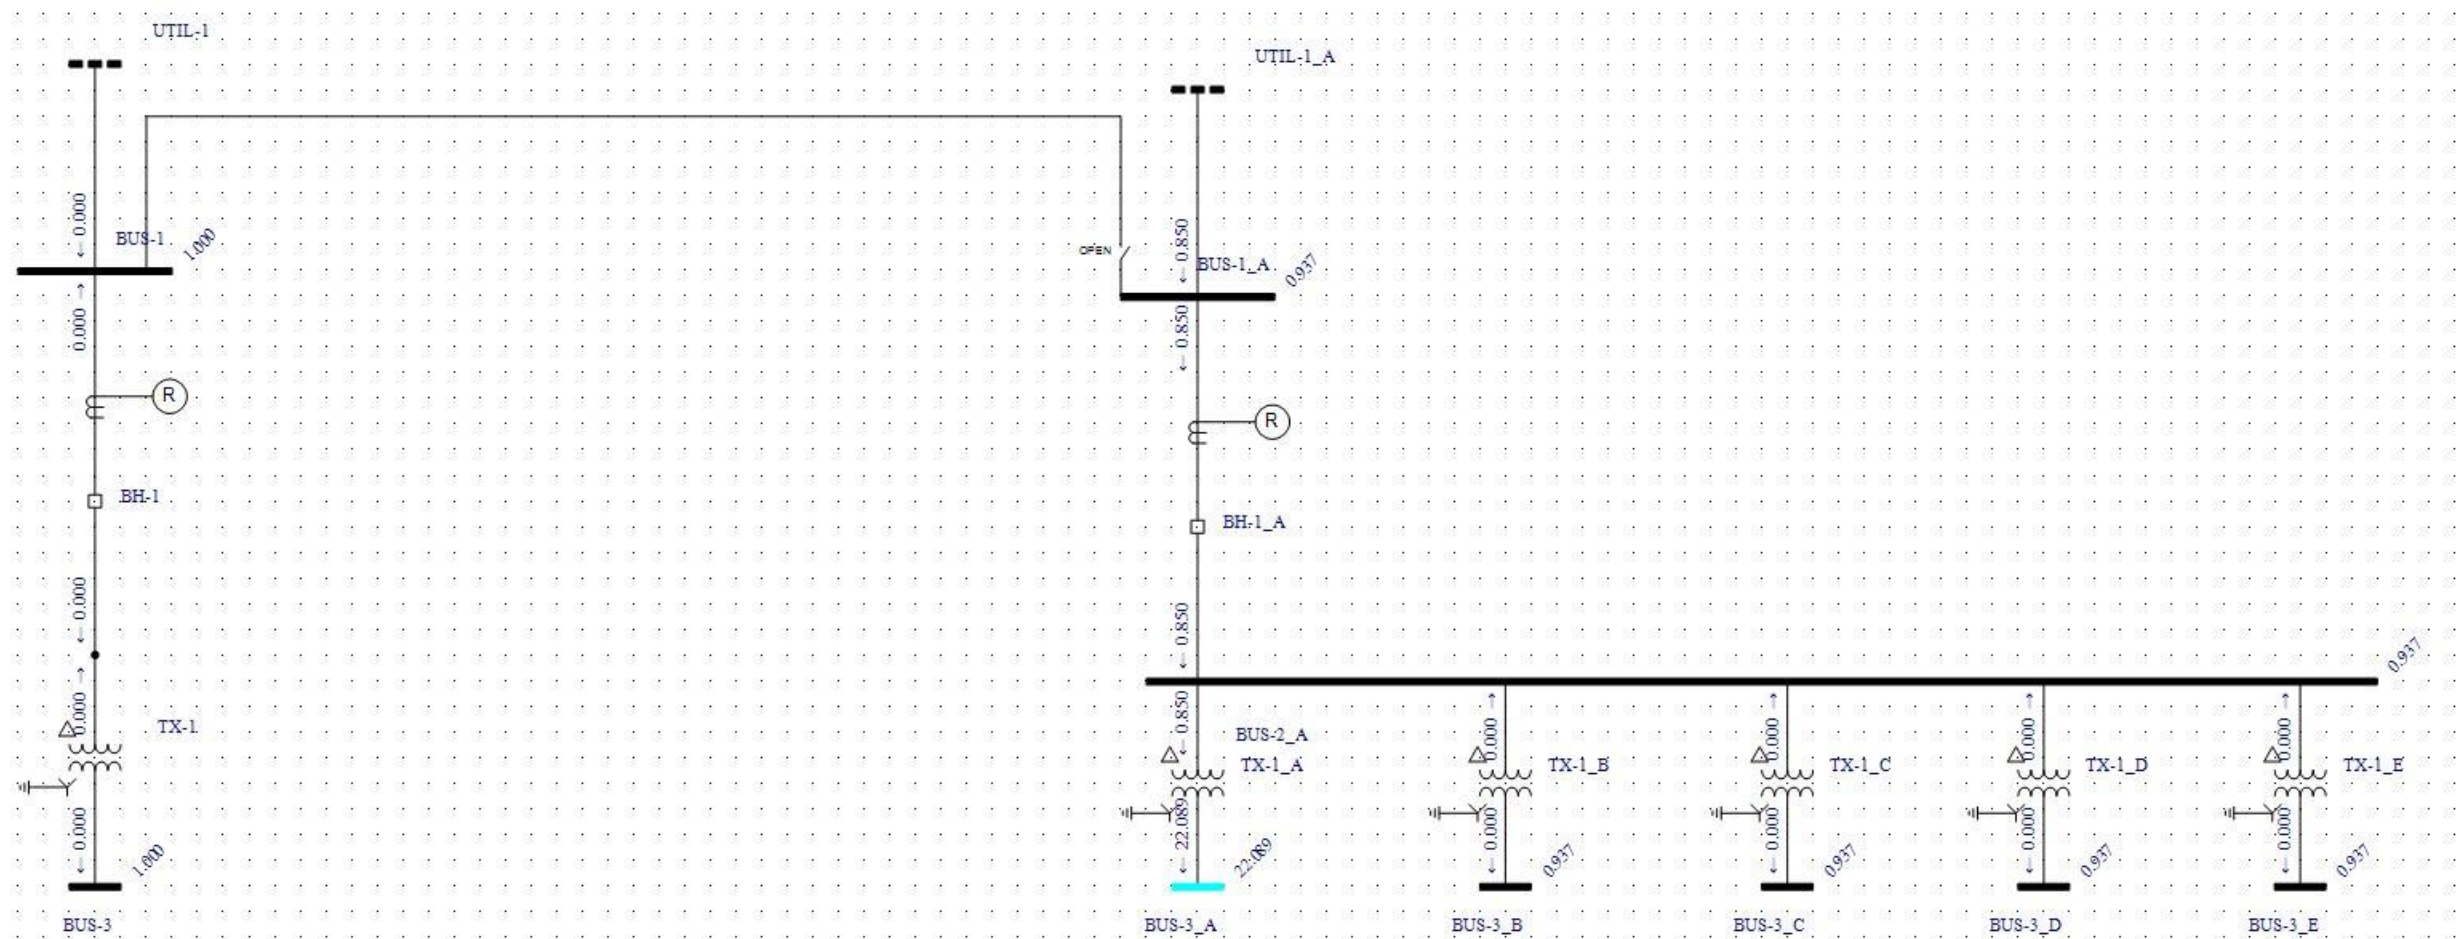 UTIL-1
UTIL-1_A
← 0.000
BUS-1
1.000
← 0.850
OPEN
BUS-1_A
0.937
0.000 →
← 0.850
R
R
BH-1
BH-1_A
← 0.000
← 0.850
0.937
0.000 →
TX-1
← 0.850
BUS-2_A
0.000 →
0.000 →
0.000 →
0.000 →
TX-1_A
TX-1_B
TX-1_C
TX-1_D
TX-1_E
← 0.000
1.000
← 22.089
22.089
← 0.000
0.937
← 0.000
0.937
← 0.000
0.937
← 0.000
0.937
BUS-3
BUS-3_A
BUS-3_B
BUS-3_C
BUS-3_D
BUS-3_E